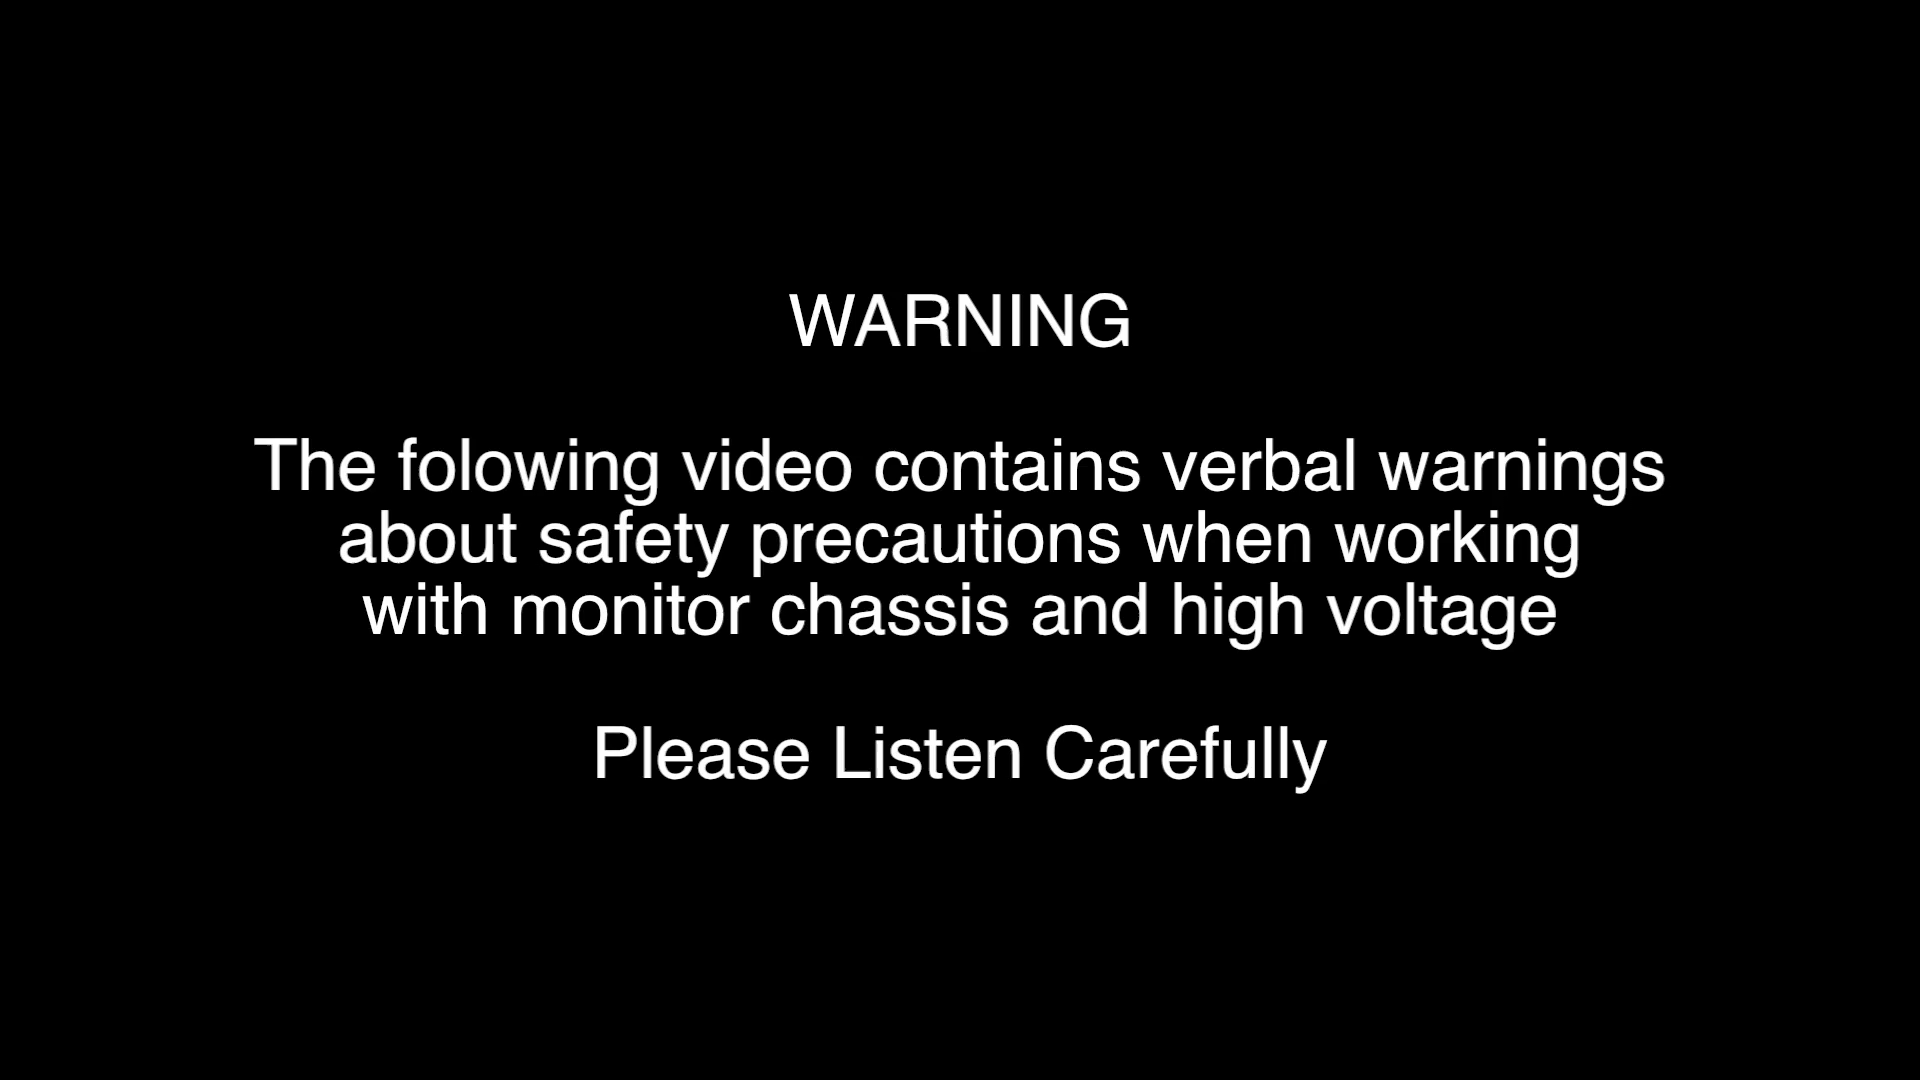 WARNING
The folowing video contains verbal warnings
about safety precautions when working
with monitor chassis and high voltage
Please Listen Carefully